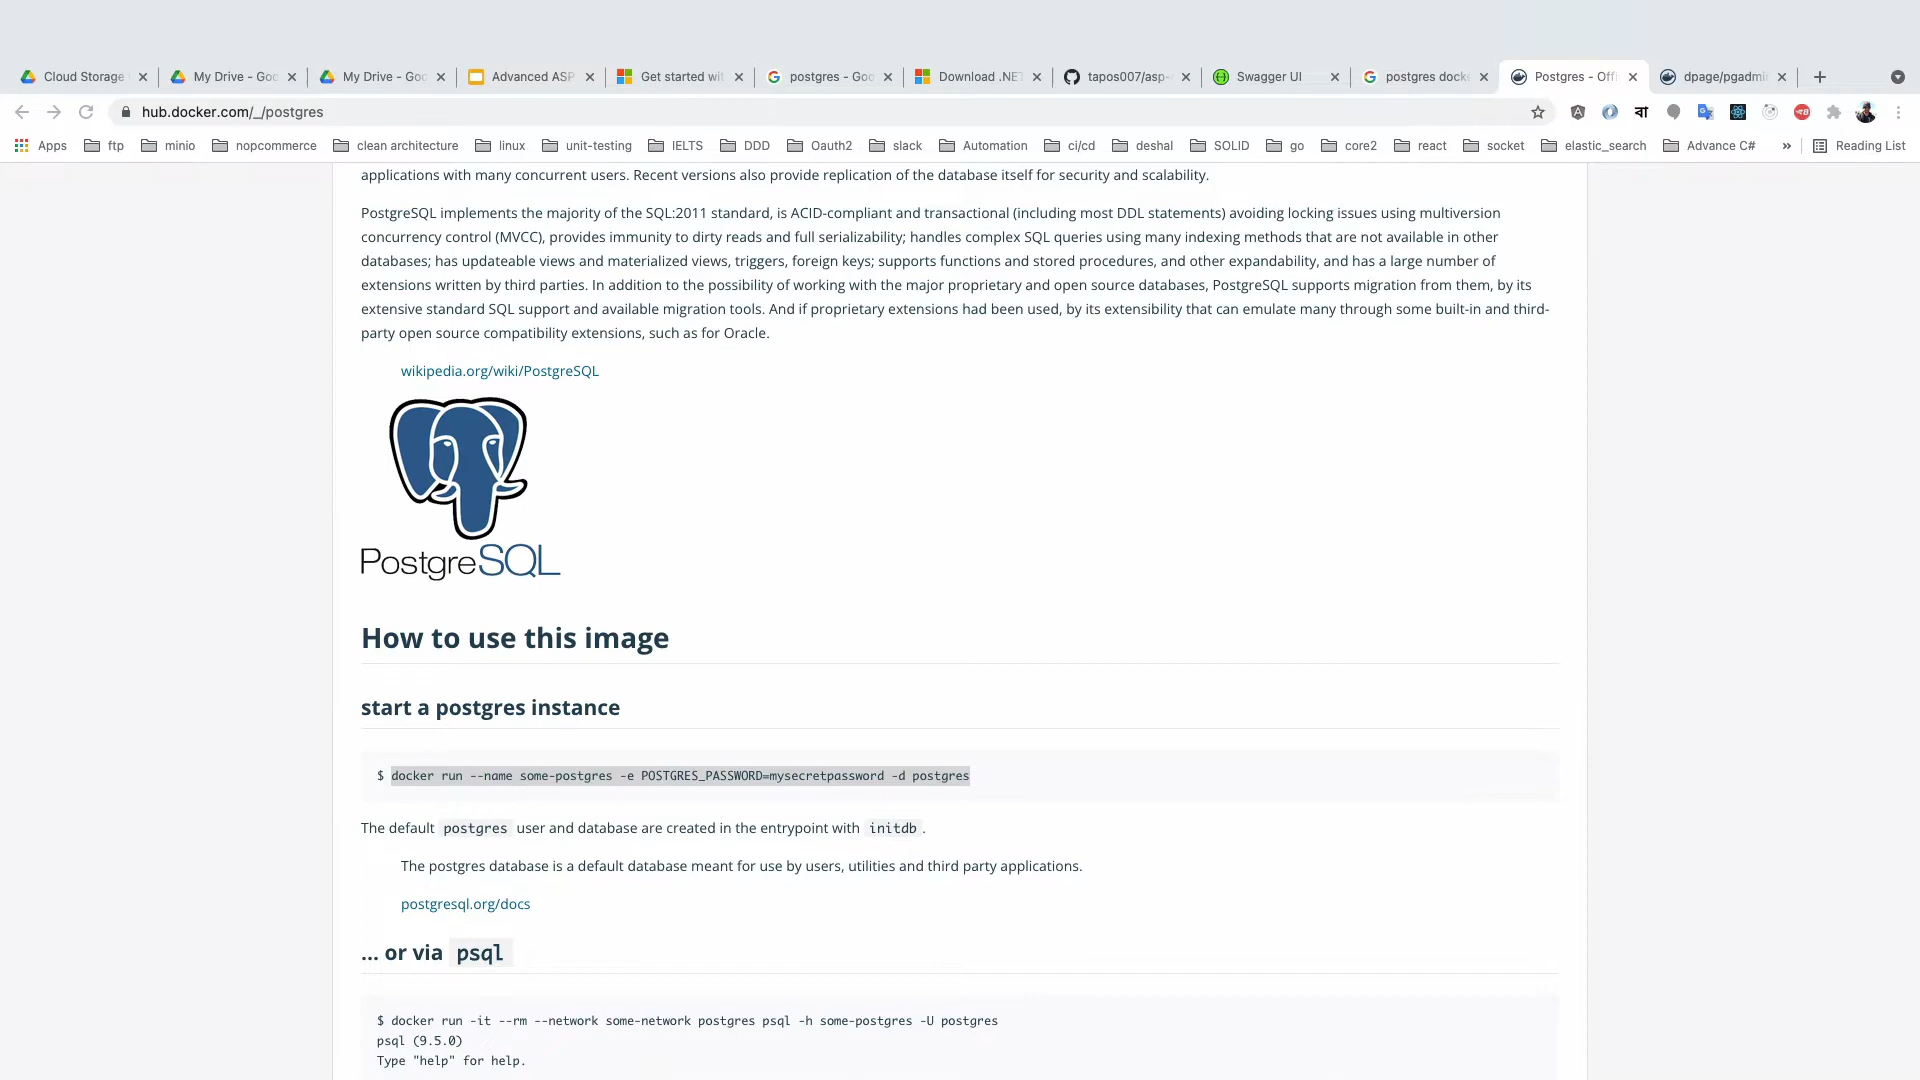 Cloud Storage
My Drive - Goo
My Drive - Goo
Advanced ASP
Get started wit
postgres - Goo
Download .NET
tapos007/asp-
Swagger UI
postgres docke
Postgres - Offi
dpage/pgadmi
hub.docker.com/_/postgres
বা
Apps
ftp
minio
nopcommerce
clean architecture
linux
unit-testing
IELTS
DDD
Oauth2
slack
Automation
ci/cd
deshal
SOLID
go
core2
react
socket
elastic_search
Advance C#
»
Reading List
applications with many concurrent users. Recent versions also provide replication of the database itself for security and scalability.
PostgreSQL implements the majority of the SQL:2011 standard, is ACID-compliant and transactional (including most DDL statements) avoiding locking issues using multiversion
concurrency control (MVCC), provides immunity to dirty reads and full serializability; handles complex SQL queries using many indexing methods that are not available in other
databases; has updateable views and materialized views, triggers, foreign keys; supports functions and stored procedures, and other expandability, and has a large number of
extensions written by third parties. In addition to the possibility of working with the major proprietary and open source databases, PostgreSQL supports migration from them, by its
extensive standard SQL support and available migration tools. And if proprietary extensions had been used, by its extensibility that can emulate many through some built-in and third-
party open source compatibility extensions, such as for Oracle.
wikipedia.org/wiki/PostgreSQL
PostgreSQL
How to use this image
start a postgres instance
$ docker run --name some-postgres -e POSTGRES_PASSWORD=mysecretpassword -d postgres
The default postgres user and database are created in the entrypoint with initdb .
The postgres database is a default database meant for use by users, utilities and third party applications.
postgresql.org/docs
... or via psql
$ docker run -it --rm --network some-network postgres psql -h some-postgres -U postgres
psql (9.5.0)
Type "help" for help.